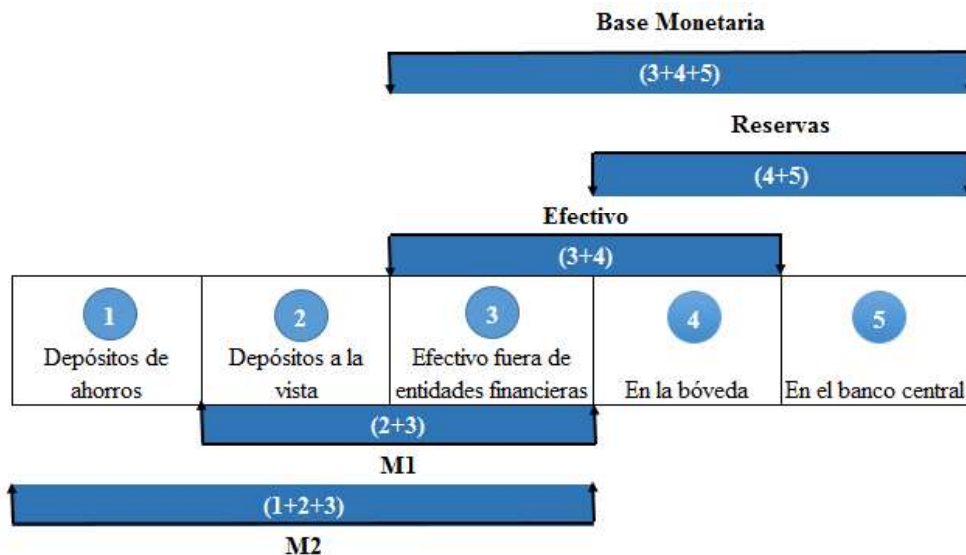 Base Monetaria
(3+4+5)
Reservas
(4+5)
Efectivo
(3+4)
1
Depósitos de
ahorros
2
Depósitos a la
vista
3
Efectivo fuera de
entidades financieras
4
En la bóveda
5
En el banco central
(2+3)
M1
(1+2+3)
M2